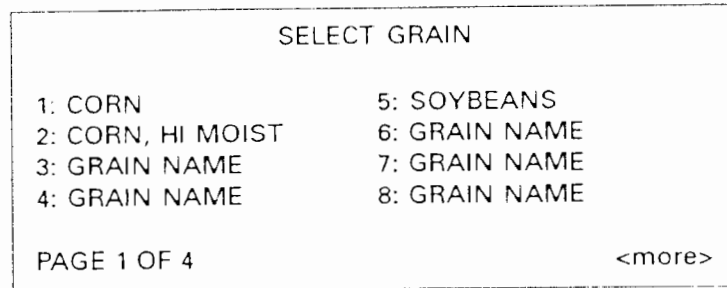 SELECT GRAIN
1: CORN 5: SOYBEANS
2: CORN, HI MOIST 6: GRAIN NAME
3: GRAIN NAME 7: GRAIN NAME
4: GRAIN NAME 8: GRAIN NAME
PAGE 1 OF 4 <more>